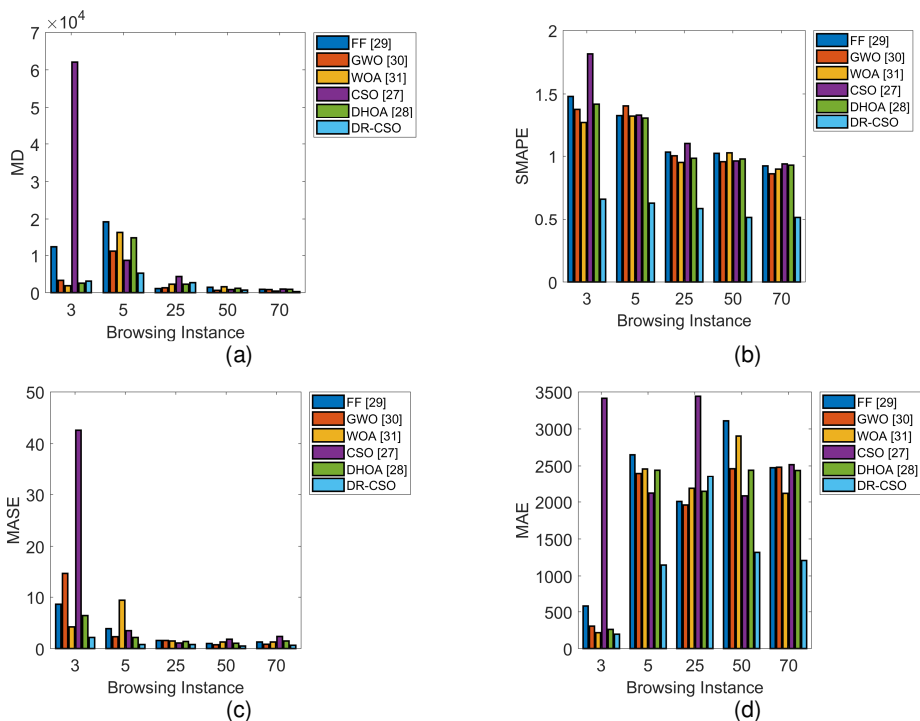 ×10⁴
7
6
5
4
3
2
1
0
MD
3 5 25 50 70
Browsing Instance
FF [29]
GWO [30]
WOA [31]
CSO [27]
DHOA [28]
DR-CSO
(a)
2
1.5
1
0.5
0
SMAPE
3 5 25 50 70
Browsing Instance
FF [29]
GWO [30]
WOA [31]
CSO [27]
DHOA [28]
DR-CSO
(b)
50
40
30
20
10
0
MASE
3 5 25 50 70
Browsing Instance
FF [29]
GWO [30]
WOA [31]
CSO [27]
DHOA [28]
DR-CSO
(c)
3500
3000
2500
2000
1500
1000
500
0
MAE
3 5 25 50 70
Browsing Instance
FF [29]
GWO [30]
WOA [31]
CSO [27]
DHOA [28]
DR-CSO
(d)